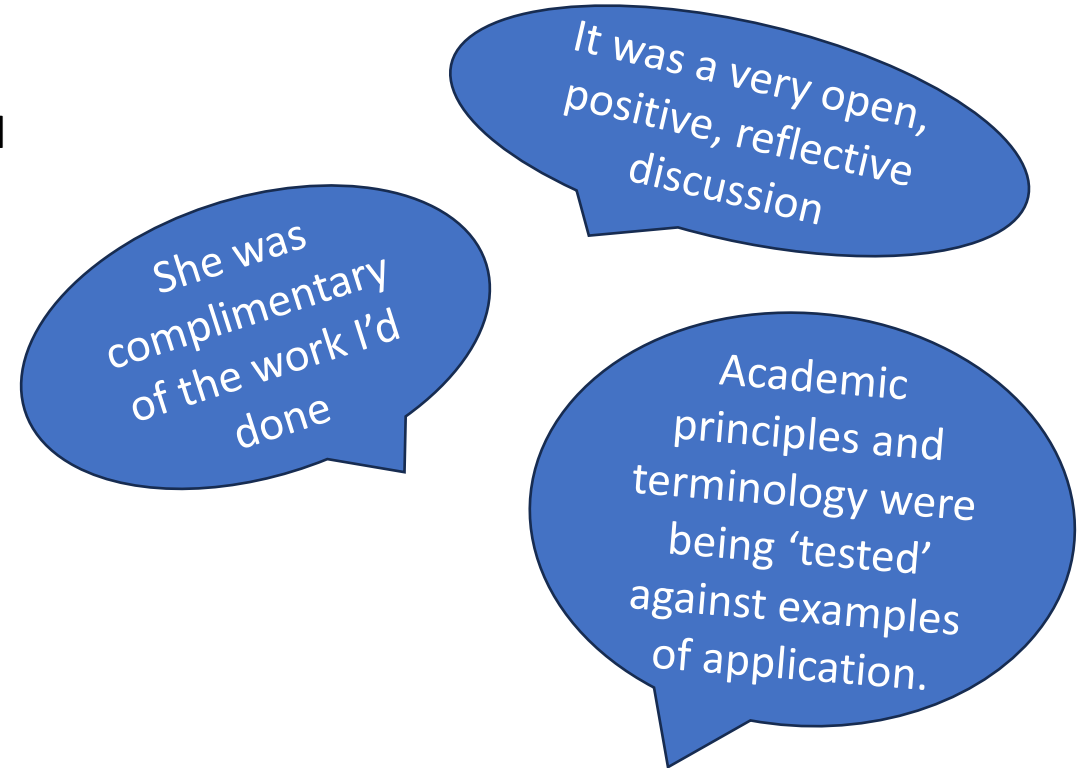 It was a very open,
positive, reflective
discussion
She was
complimentary
of the work I’d
done
Academic
principles and
terminology were
being ‘tested’
against examples
of application.